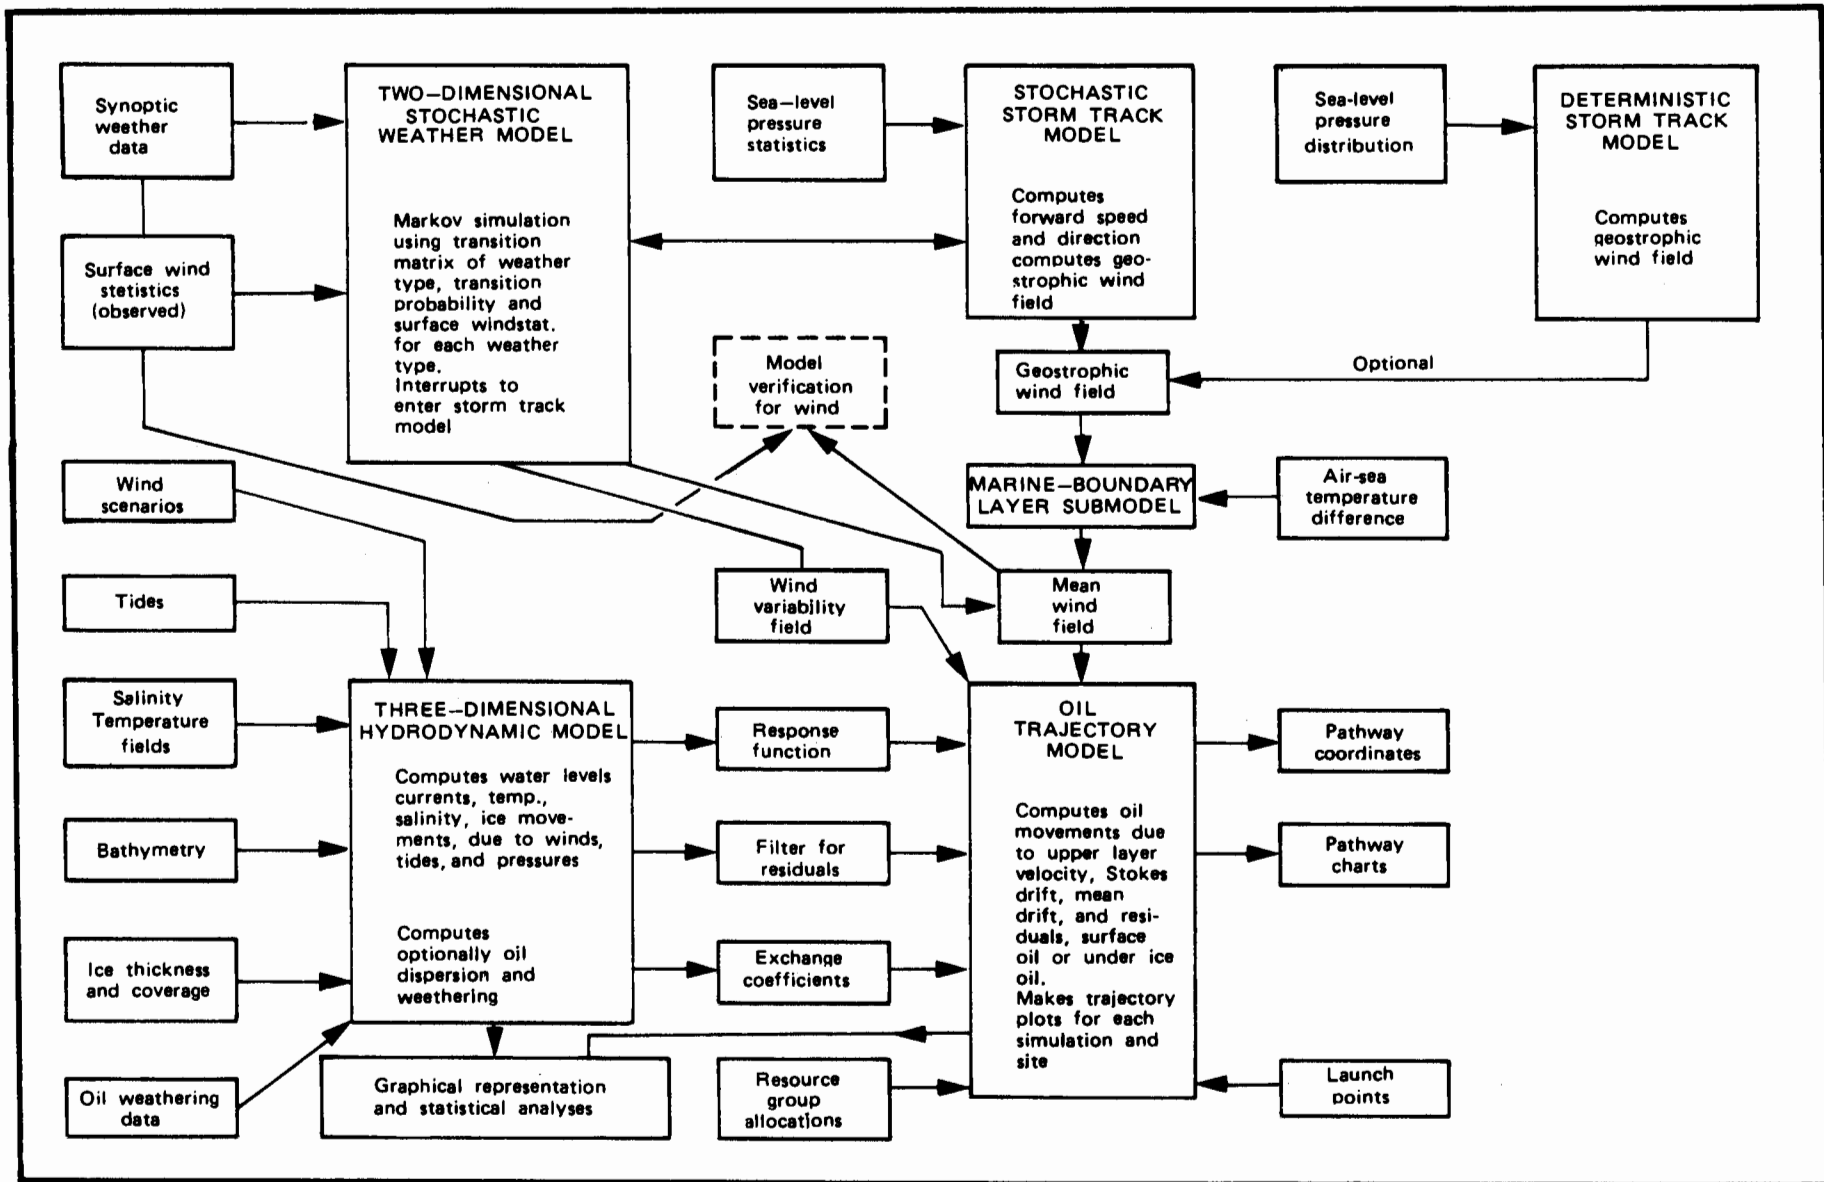 Synoptic
weether
data
TWO—DIMENSIONAL
STOCHASTIC
WEATHER MODEL
Markov simulation
using transition
matrix of weather
type, transition
probability and
surface windstat.
for each weather
type.
Interrupts to
enter storm track
model
Sea—level
pressure
statistics
STOCHASTIC
STORM TRACK
MODEL
Computes
forward speed
and direction
computes geo-
strophic wind
field
Sea-level
pressure
distribution
DETERMINISTIC
STORM TRACK
MODEL
Computes
geostrophic
wind field
Surface wind
stetistics
(observed)
Model
verification
for wind
Geostrophic
wind field
Optional
Wind
scenarios
MARINE—BOUNDARY
LAYER SUBMODEL
Air-sea
temperature
difference
Tides
Wind
variability
field
Mean
wind
field
Salinity
Temperature
fields
THREE—DIMENSIONAL
HYDRODYNAMIC MODEL
Computes water levels
currents, temp.,
salinity, ice move-
ments, due to winds,
tides, and pressures
Computes
optionally oil
dispersion and
weethering
Response
function
OIL
TRAJECTORY
MODEL
Computes oil
movements due
to upper layer
velocity, Stokes
drift, mean
drift, and resi-
duals, surface
oil or under ice
oil.
Makes trajectory
plots for each
simulation and
site
Pathway
coordinates
Bathymetry
Filter for
residuals
Pathway
charts
Ice thickness
and coverage
Exchange
coefficients
Oil weathering
data
Graphical representation
and statistical analyses
Resource
group
allocations
Launch
points